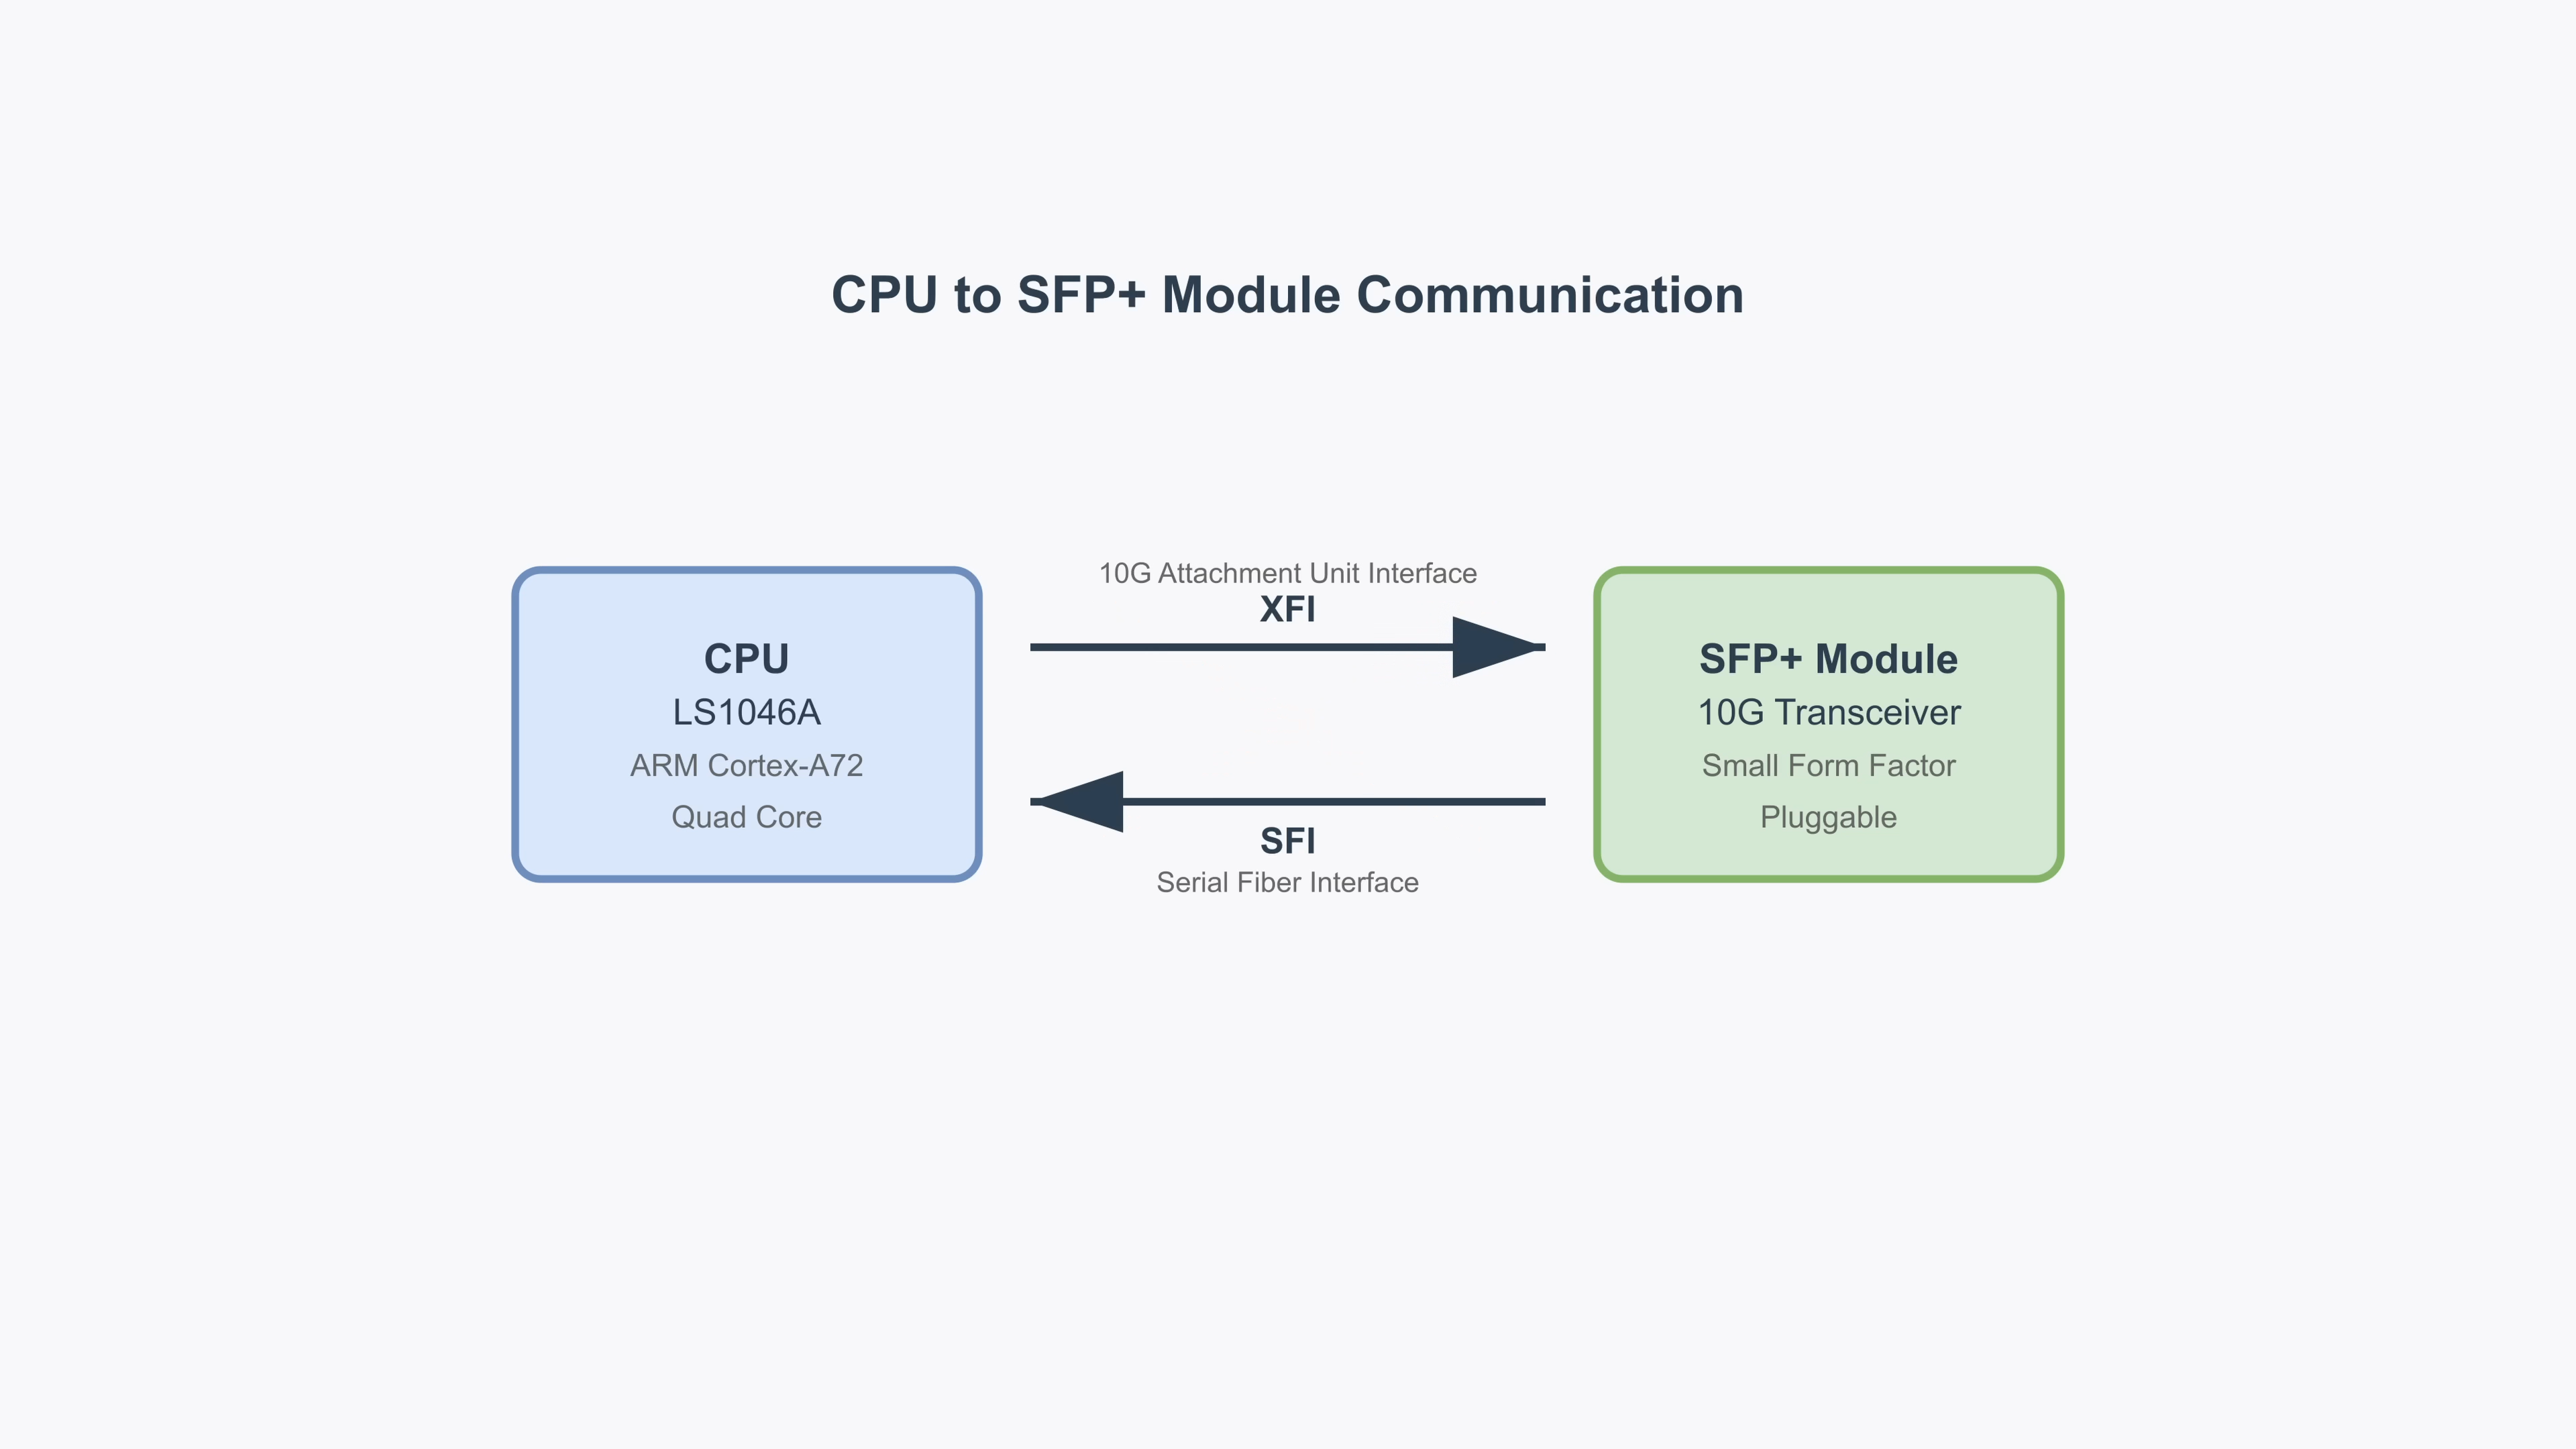 CPU to SFP+ Module Communication
10G Attachment Unit Interface
XFI
CPU
LS1046A
ARM Cortex-A72
Quad Core
SFP+ Module
10G Transceiver
Small Form Factor
Pluggable
SFI
Serial Fiber Interface